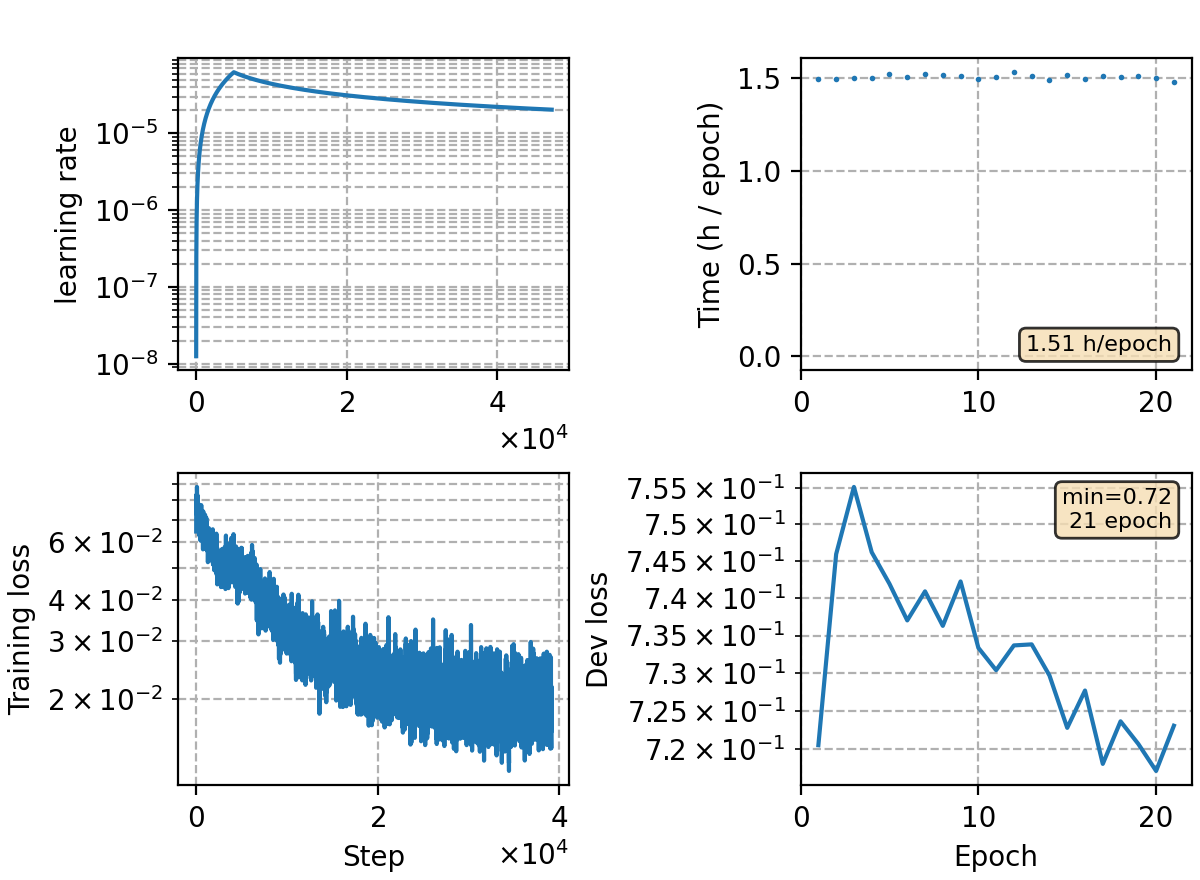 learning rate
10⁻⁵
10⁻⁶
10⁻⁷
10⁻⁸
0 2 4
×10⁴
Time (h / epoch)
1.5
1.0
0.5
0.0
1.51 h/epoch
0 10 20
Training loss
6 × 10⁻²
4 × 10⁻²
3 × 10⁻²
2 × 10⁻²
0 2 4
Step ×10⁴
Dev loss
7.55 × 10⁻¹
7.5 × 10⁻¹
7.45 × 10⁻¹
7.4 × 10⁻¹
7.35 × 10⁻¹
7.3 × 10⁻¹
7.25 × 10⁻¹
7.2 × 10⁻¹
min=0.72
21 epoch
0 10 20
Epoch